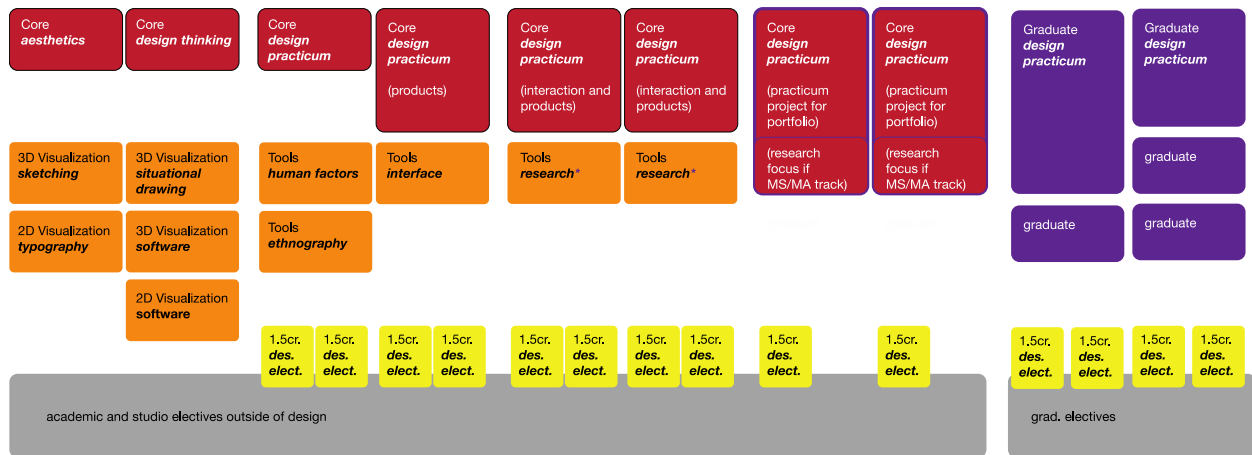 Core
aesthetics
Core
design thinking
Core
design
practicum
Core
design
practicum
(products)
Core
design
practicum
(interaction and
products)
Core
design
practicum
(interaction and
products)
Core
design
practicum
(practicum
project for
portfolio)
(research
focus if
MS/MA track)
Core
design
practicum
(practicum
project for
portfolio)
(research
focus if
MS/MA track)
Graduate
design
practicum
Graduate
design
practicum
3D Visualization
sketching
3D Visualization
situational
drawing
Tools
human factors
Tools
interface
Tools
research*
Tools
research*
graduate
2D Visualization
typography
3D Visualization
software
Tools
ethnography
graduate
graduate
2D Visualization
software
1.5cr.
des.
elect.
1.5cr.
des.
elect.
1.5cr.
des.
elect.
1.5cr.
des.
elect.
1.5cr.
des.
elect.
1.5cr.
des.
elect.
1.5cr.
des.
elect.
1.5cr.
des.
elect.
1.5cr.
des.
elect.
1.5cr.
des.
elect.
1.5cr.
des.
elect.
1.5cr.
des.
elect.
1.5cr.
des.
elect.
1.5cr.
des.
elect.
academic and studio electives outside of design
grad. electives